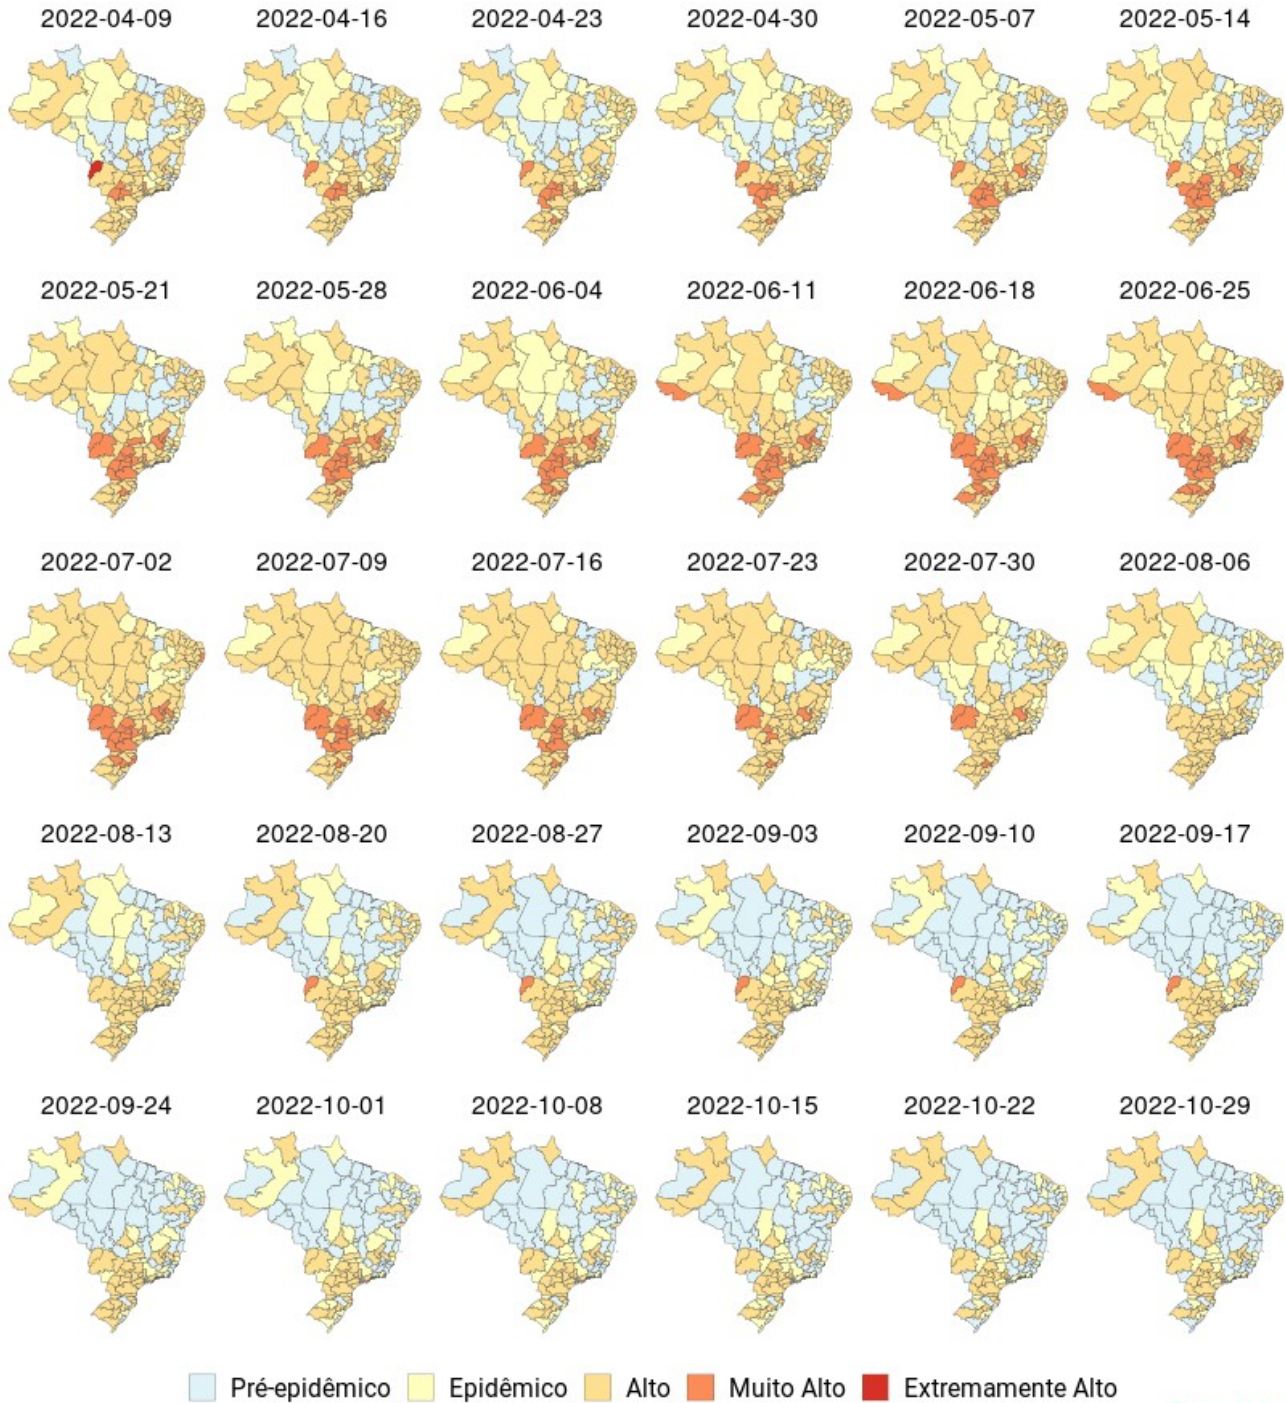 2022-04-09 2022-04-16 2022-04-23 2022-04-30 2022-05-07 2022-05-14
2022-05-21 2022-05-28 2022-06-04 2022-06-11 2022-06-18 2022-06-25
2022-07-02 2022-07-09 2022-07-16 2022-07-23 2022-07-30 2022-08-06
2022-08-13 2022-08-20 2022-08-27 2022-09-03 2022-09-10 2022-09-17
2022-09-24 2022-10-01 2022-10-08 2022-10-15 2022-10-22 2022-10-29
Pré-epidêmico Epidêmico Alto Muito Alto Extremamente Alto